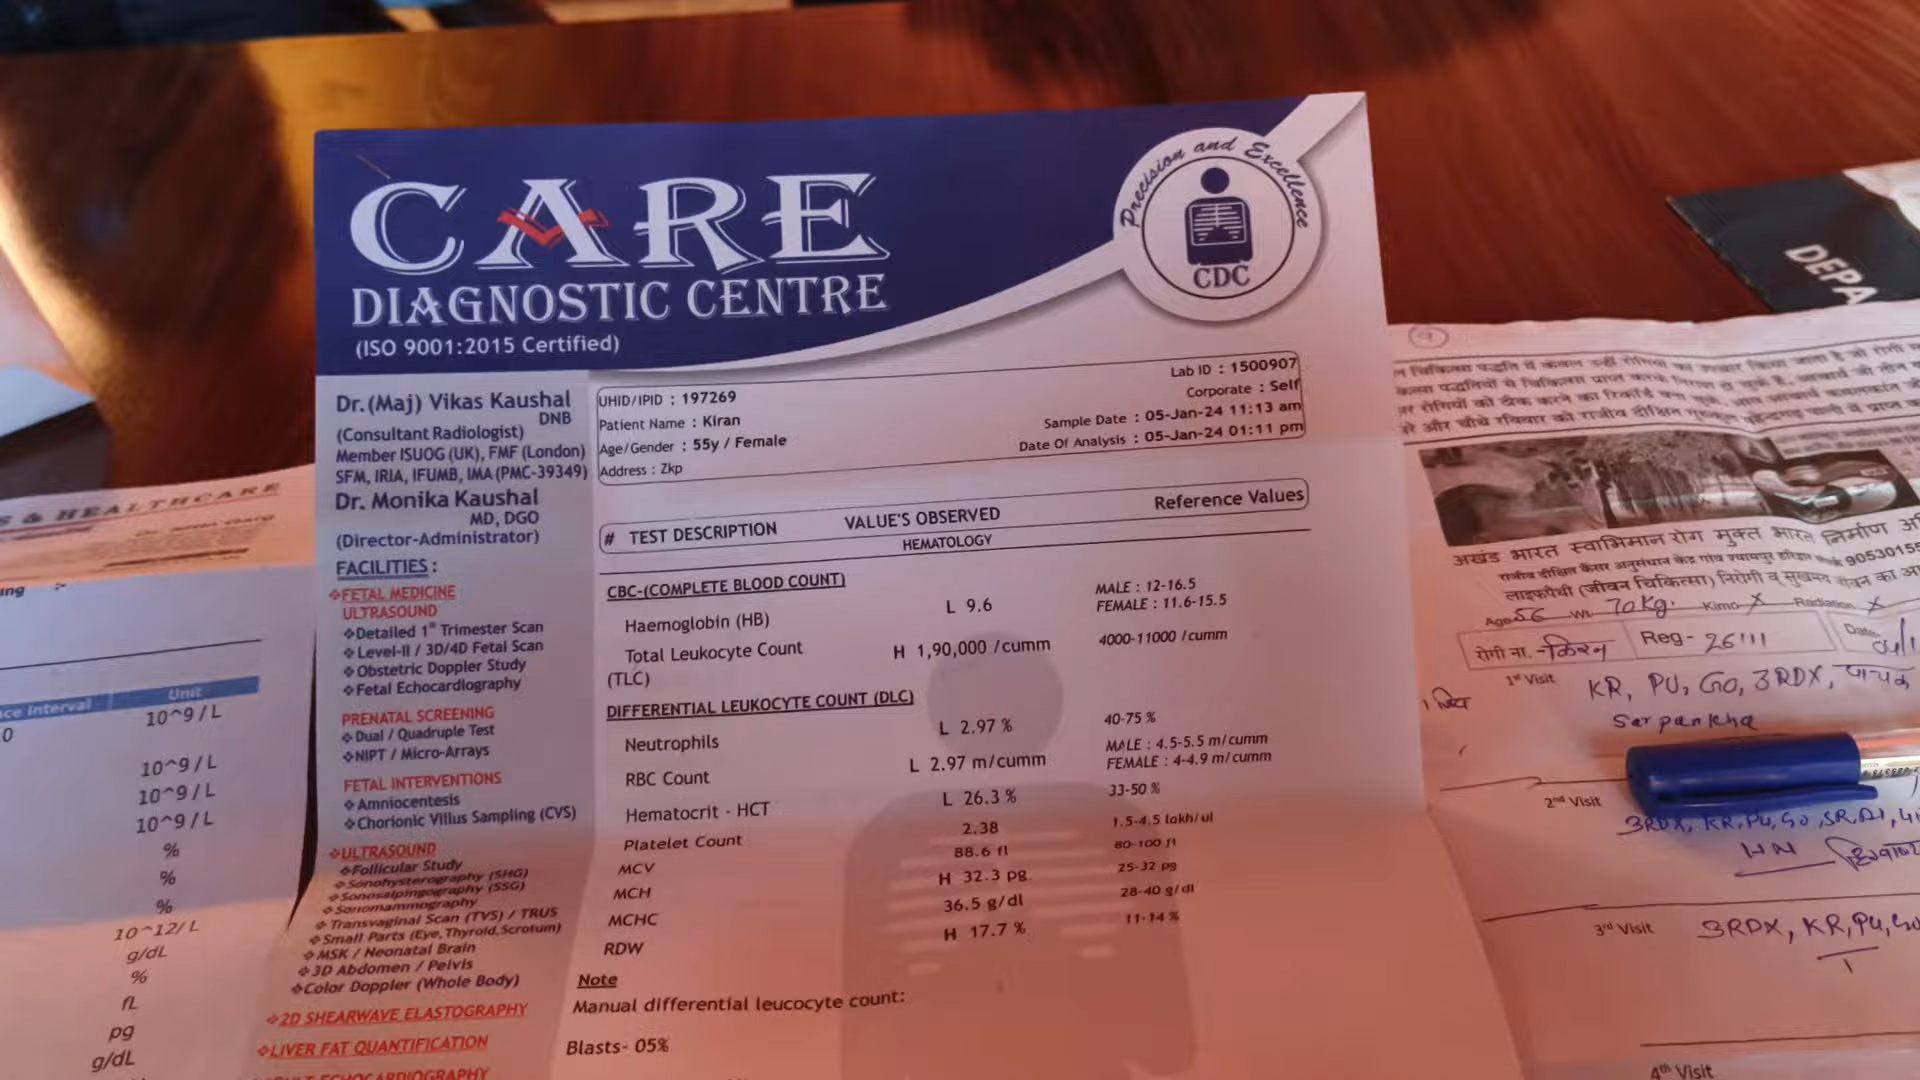 CARE
DIAGNOSTIC CENTRE
(ISO 9001:2015 Certified)
Precision and Excellence
CDC
Dr.(Maj) Vikas Kaushal
DNB
(Consultant Radiologist)
Member ISUOG (UK), FMF (London)
SFM, IRIA, IFUMB, IMA (PMC-39349)
Dr. Monika Kaushal
MD, DGO
(Director-Administrator)
FACILITIES :
FETAL MEDICINE
ULTRASOUND
Detailed 1st Trimester Scan
Level-II / 3D/4D Fetal Scan
Obstetric Doppler Study
Fetal Echocardiography
PRENATAL SCREENING
Dual / Quadruple Test
NIPT / Micro-Arrays
FETAL INTERVENTIONS
Amniocentesis
Chorionic Villus Sampling (CVS)
ULTRASOUND
Follicular Study
Sonohysterography (SHG)
Sonosalpingography (SSG)
Sonomammography
Transvaginal Scan (TVS) / TRUS
Small Parts (Eye, Thyroid, Scrotum)
MSK / Neonatal Brain
3D Abdomen / Pelvis
Color Doppler (Whole Body)
2D SHEARWAVE ELASTOGRAPHY
LIVER FAT QUANTIFICATION
ECHOCARDIOGRAPHY
UHID/IPID : 197269
Lab ID : 1500907
Patient Name : Kiran
Corporate : Self
Age/Gender : 55y / Female
Sample Date : 05-Jan-24 11:13 am
Address : Zkp
Date Of Analysis : 05-Jan-24 01:11 pm
# TEST DESCRIPTION VALUE'S OBSERVED Reference Values
HEMATOLOGY
CBC-(COMPLETE BLOOD COUNT)
Haemoglobin (HB) L 9.6 MALE : 12-16.5
FEMALE : 11.6-15.5
Total Leukocyte Count H 1,90,000 /cumm 4000-11000 /cumm
(TLC)
DIFFERENTIAL LEUKOCYTE COUNT (DLC)
Neutrophils L 2.97 % 40-75 %
RBC Count L 2.97 m/cumm MALE : 4.5-5.5 m/cumm
FEMALE : 4-4.9 m/cumm
Hematocrit - HCT L 26.3 % 33-50 %
Platelet Count 2.38 1.5-4.5 lakh/ul
MCV 88.6 fl 80-100 fl
MCH H 32.3 pg. 25-32 pg
MCHC 36.5 g/dl 28-40 g/dl
RDW H 17.7 % 11-14 %
Note
Manual differential leucocyte count:
Blasts- 05%
S & HEALTHCARE
Interval Unit
0 10^9/L
10^9/L
10^9/L
10^9/L
%
%
%
10^12/L
g/dL
%
fL
pg
g/dL
DEPA
अखंड भारत स्वाभिमान रोग मुक्त भारत निर्माण
Age 56 Wt 70 Kg. Kimo X Radiation X
रोगी ना. - किरन Reg- 26111 Date
1st Visit KR, PU, GO, 3RDX,
Sarpankha
2nd Visit
3RDX, KR, PU, GO,
3rd Visit 3RDX, KR, PU,
4th Visit